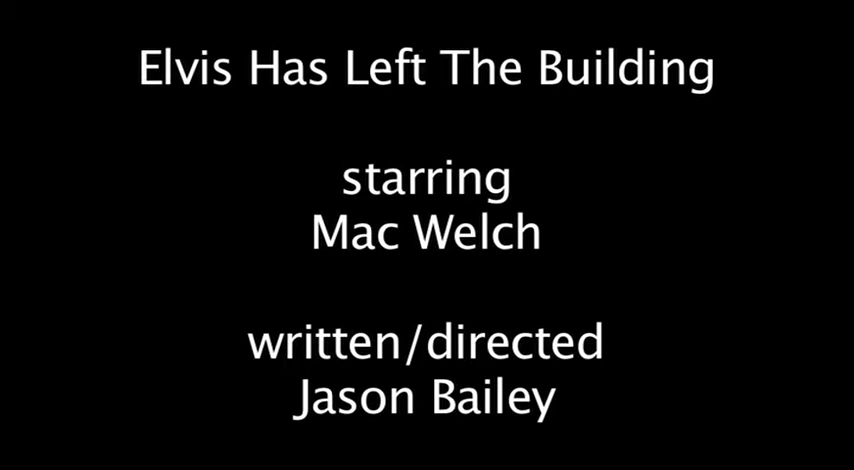 Elvis Has Left The Building
starring
Mac Welch
written/directed
Jason Bailey